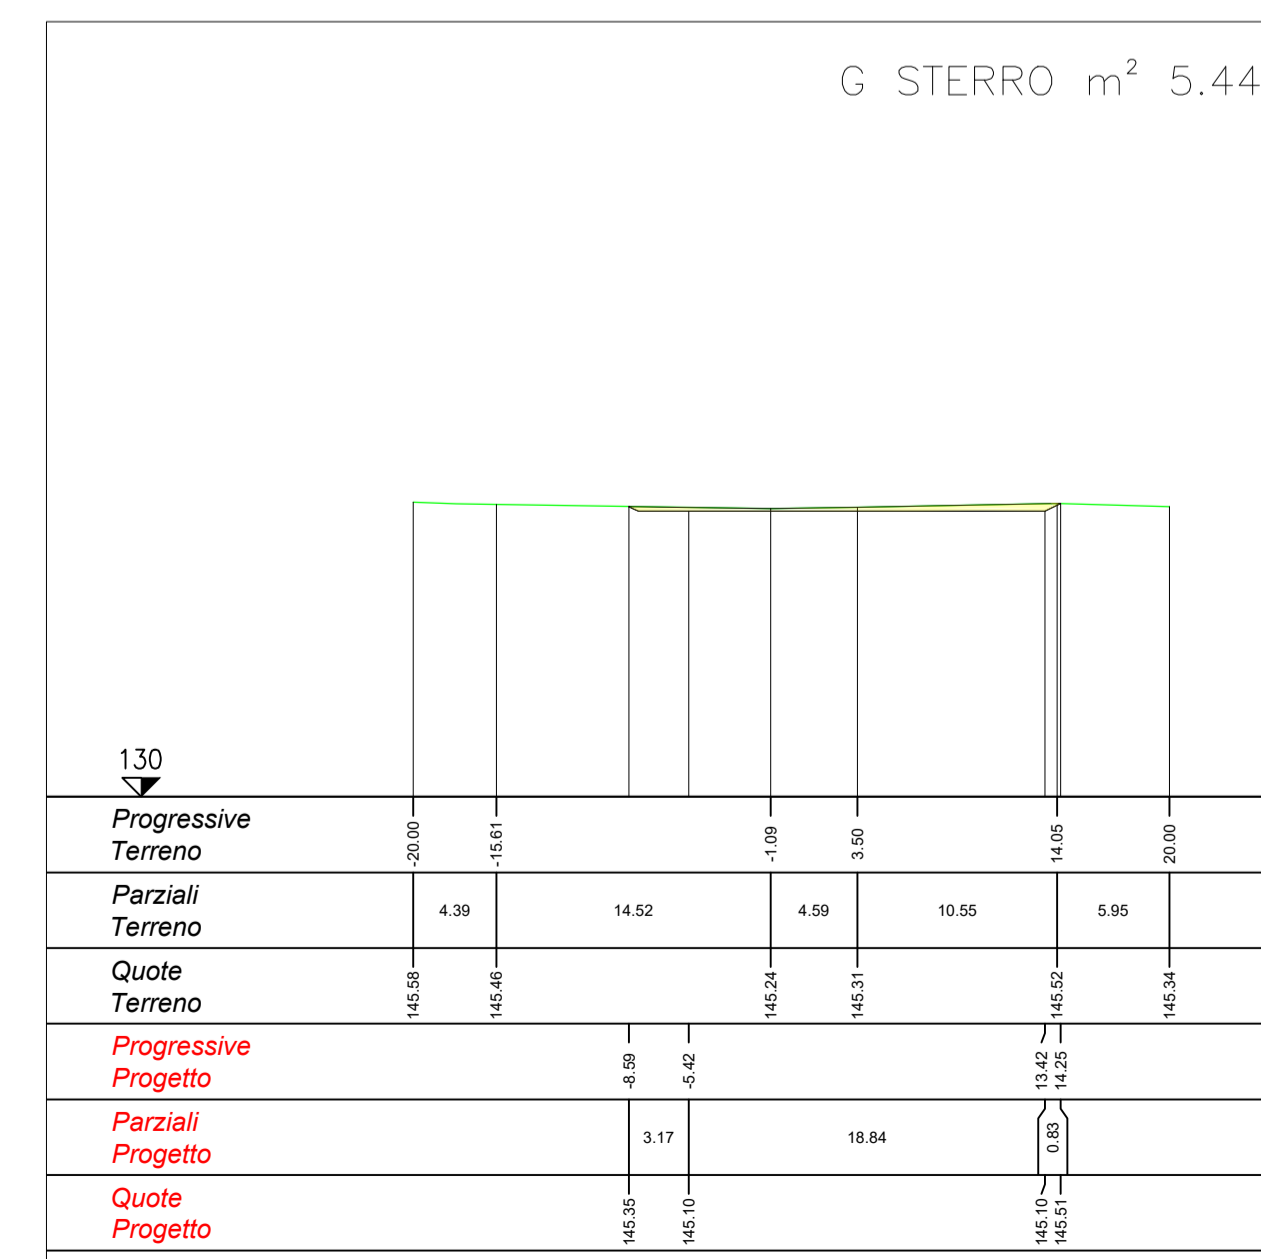 G STERRO m² 5.44
130
Progressive
Terreno
-20.00 -15.61 -1.09 3.50 14.05 20.00
Parziali
Terreno
4.39 14.52 4.59 10.55 5.95
Quote
Terreno
145.58 145.46 145.24 145.31 145.52 145.34
Progressive
Progetto
-8.59 -5.42 13.42 14.25
Parziali
Progetto
3.17 18.84 0.83
Quote
Progetto
145.35 145.10 145.10 145.51